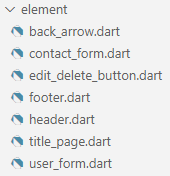 element
back_arrow.dart
contact_form.dart
edit_delete_button.dart
footer.dart
header.dart
title_page.dart
user_form.dart